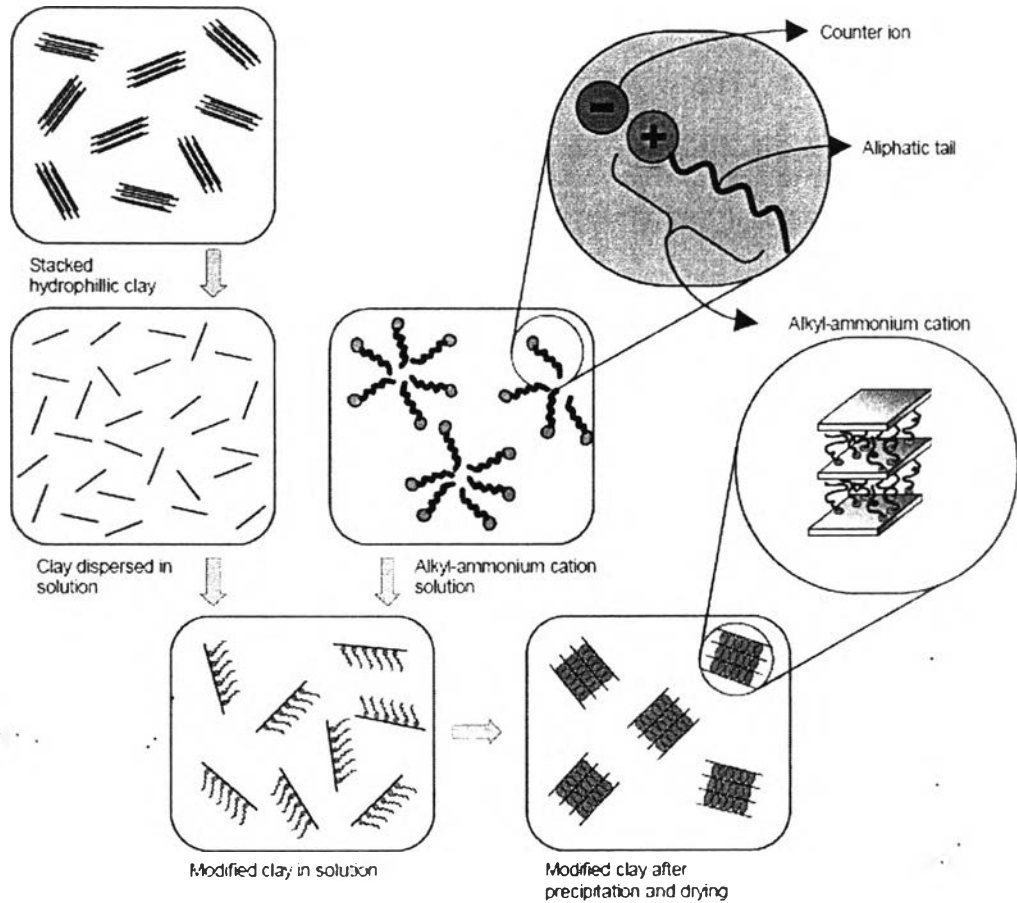 Counter ion
Aliphatic tail
Stacked
hydrophillic clay
Alkyl-ammonium cation
Clay dispersed in
solution
Alkyl-ammonium cation
solution
Modified clay in solution
Modified clay after
precipitation and drying